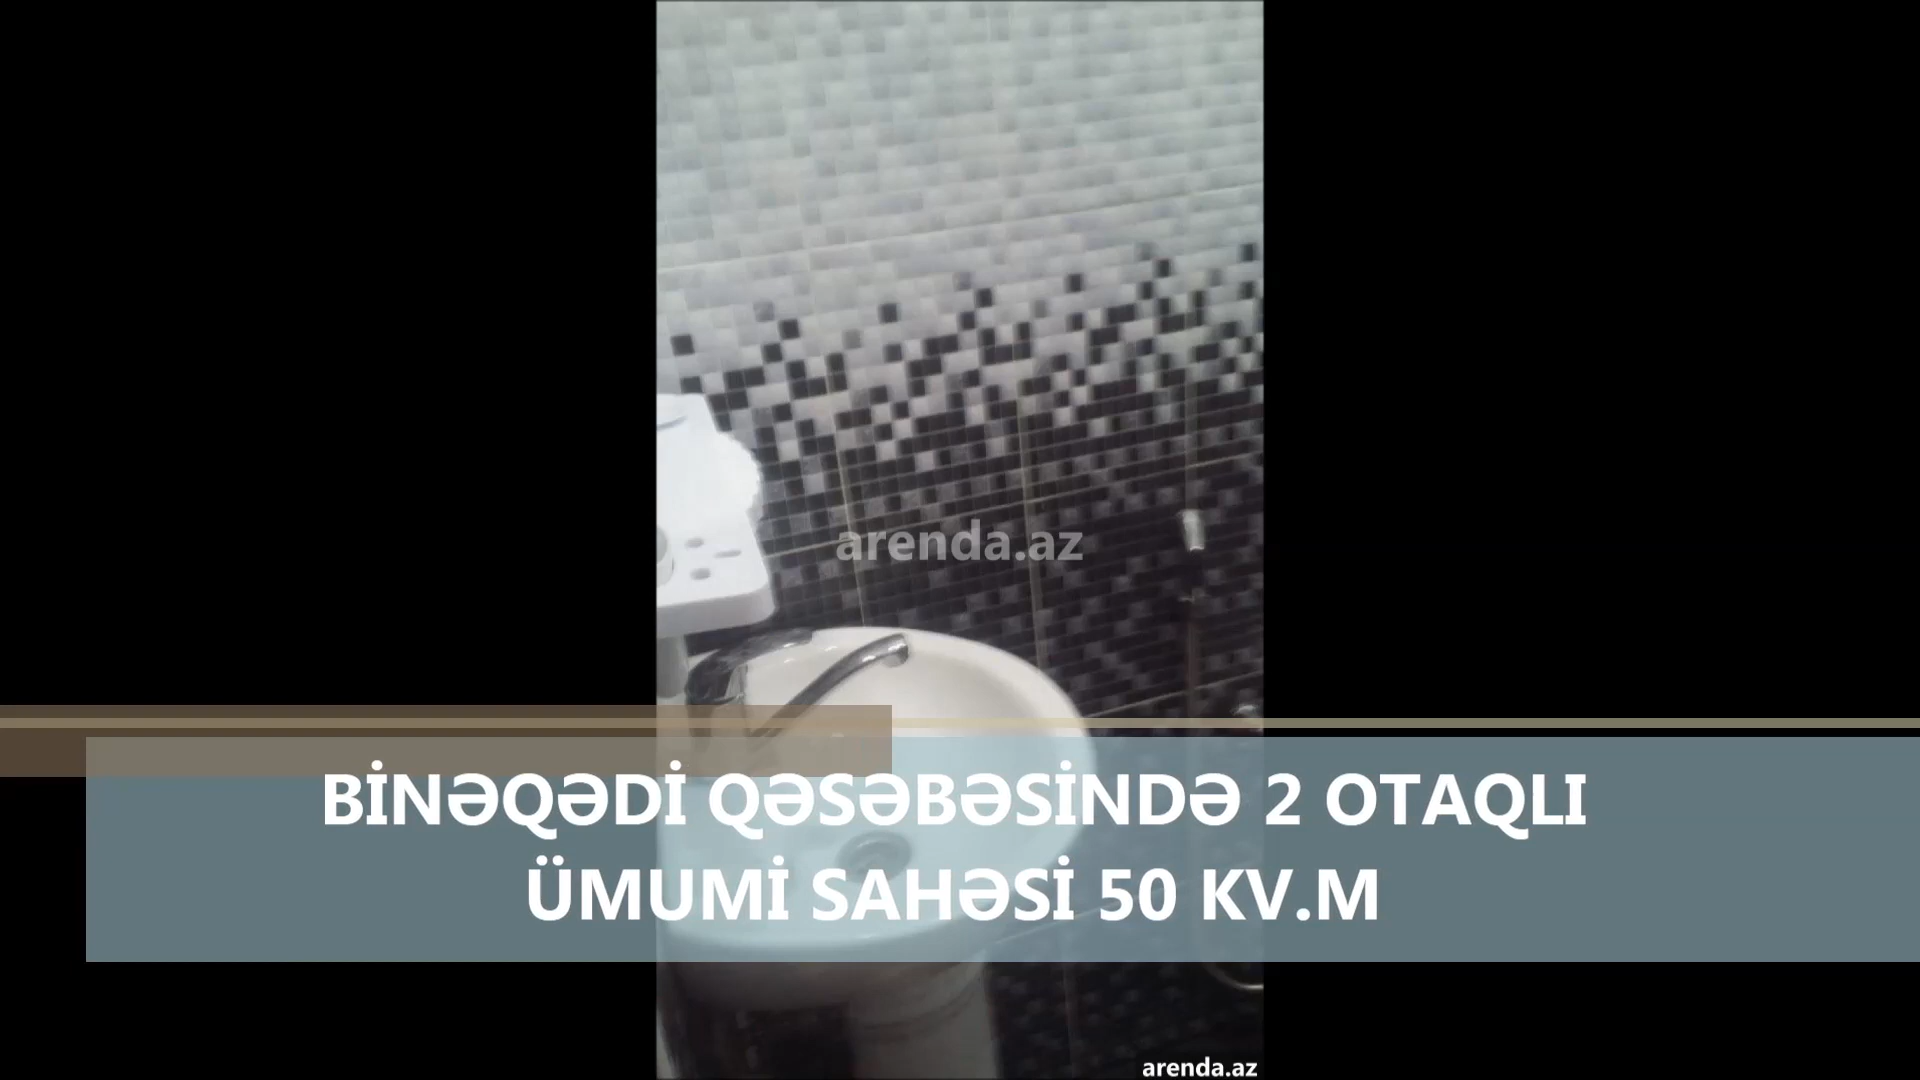 arenda.az
BİNƏQƏDİ QƏSƏBƏSİNDƏ 2 OTAQLI
ÜMUMİ SAHƏSİ 50 KV.M
arenda.az